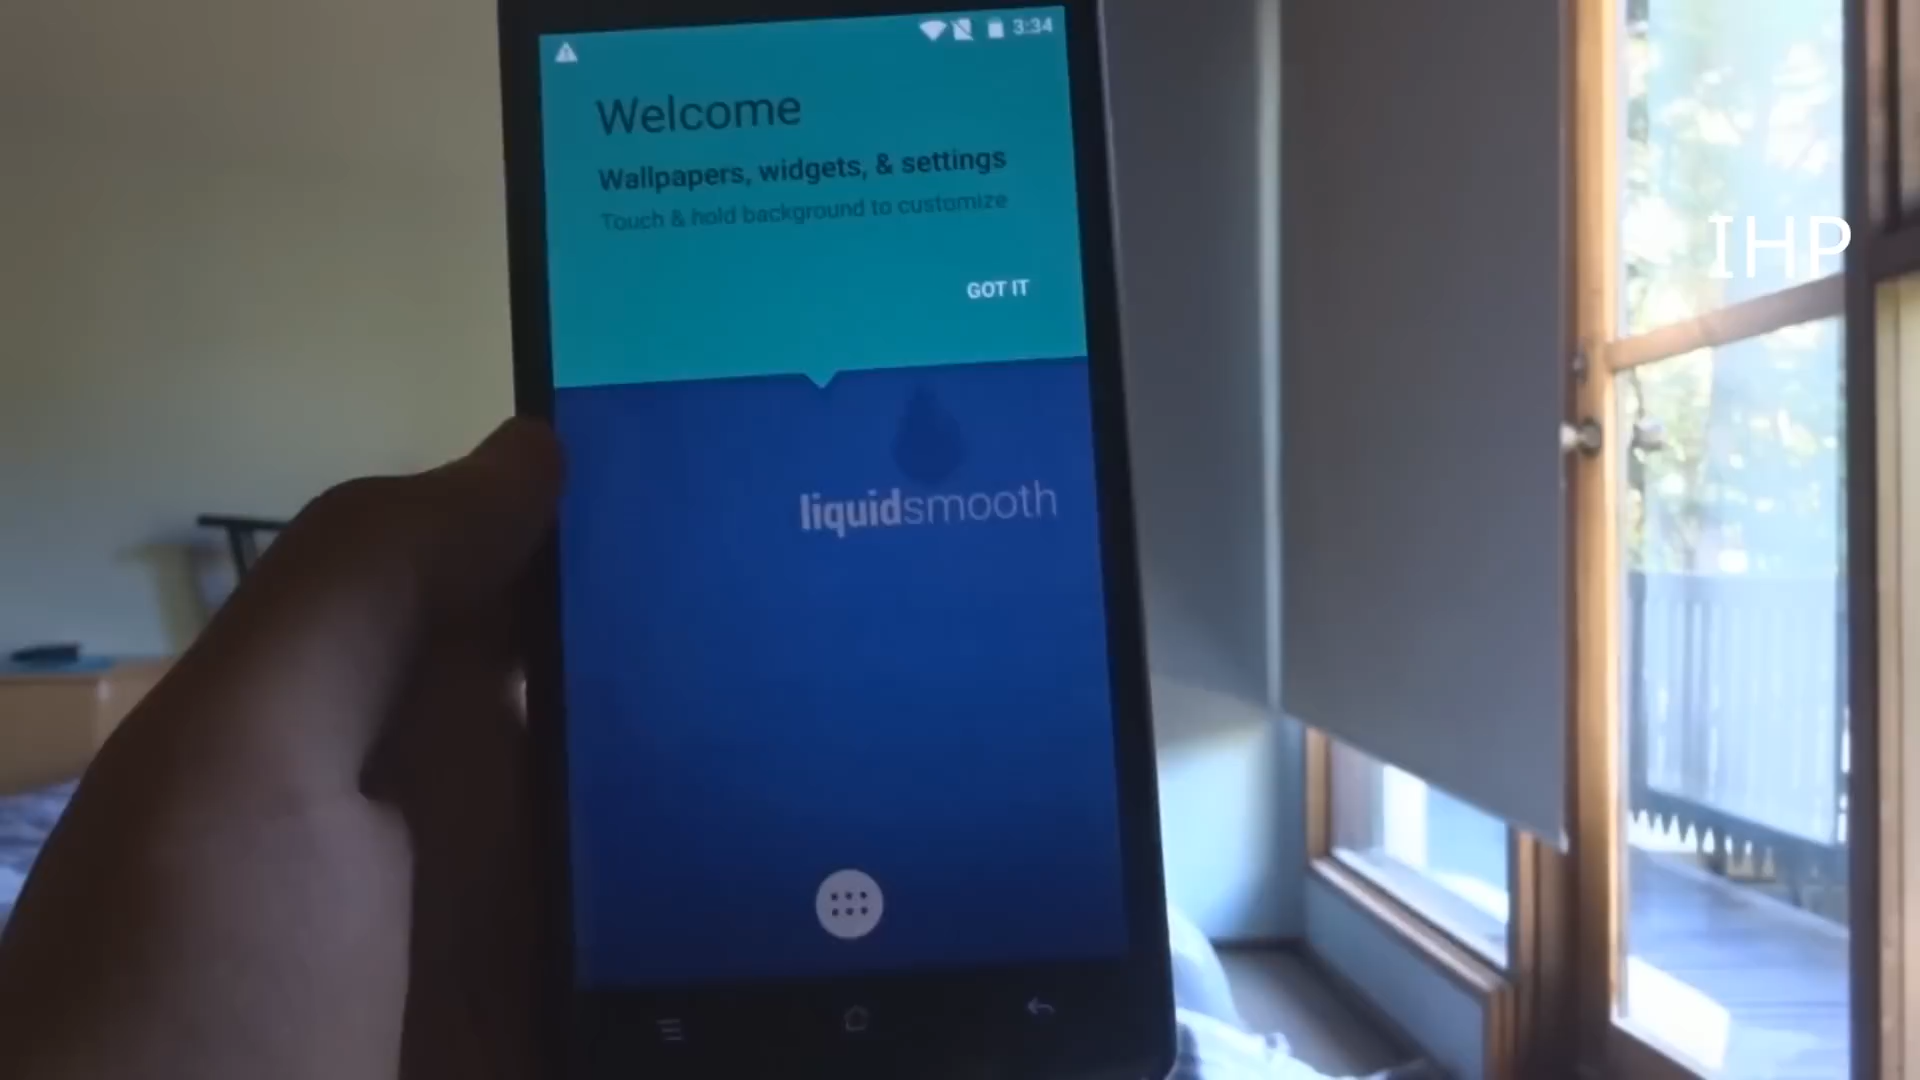 3:34
Welcome
Wallpapers, widgets, & settings
Touch & hold background to customize
GOT IT
liquidsmooth
IHP